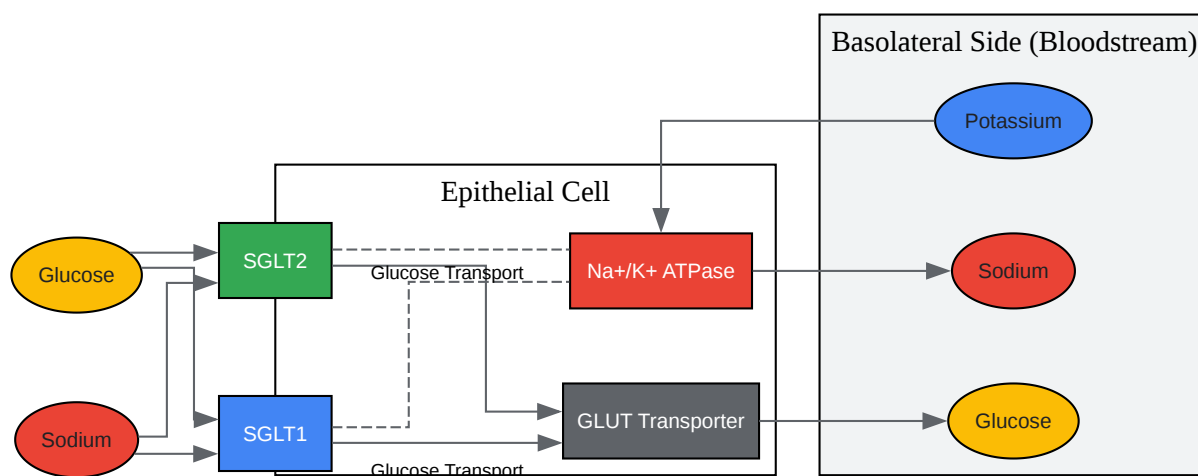 Basolateral Side (Bloodstream)
Potassium
Epithelial Cell
SGLT2
Glucose
Glucose Transport
Na+/K+ ATPase
Sodium
Sodium
SGLT1
Glucose Transport
GLUT Transporter
Glucose